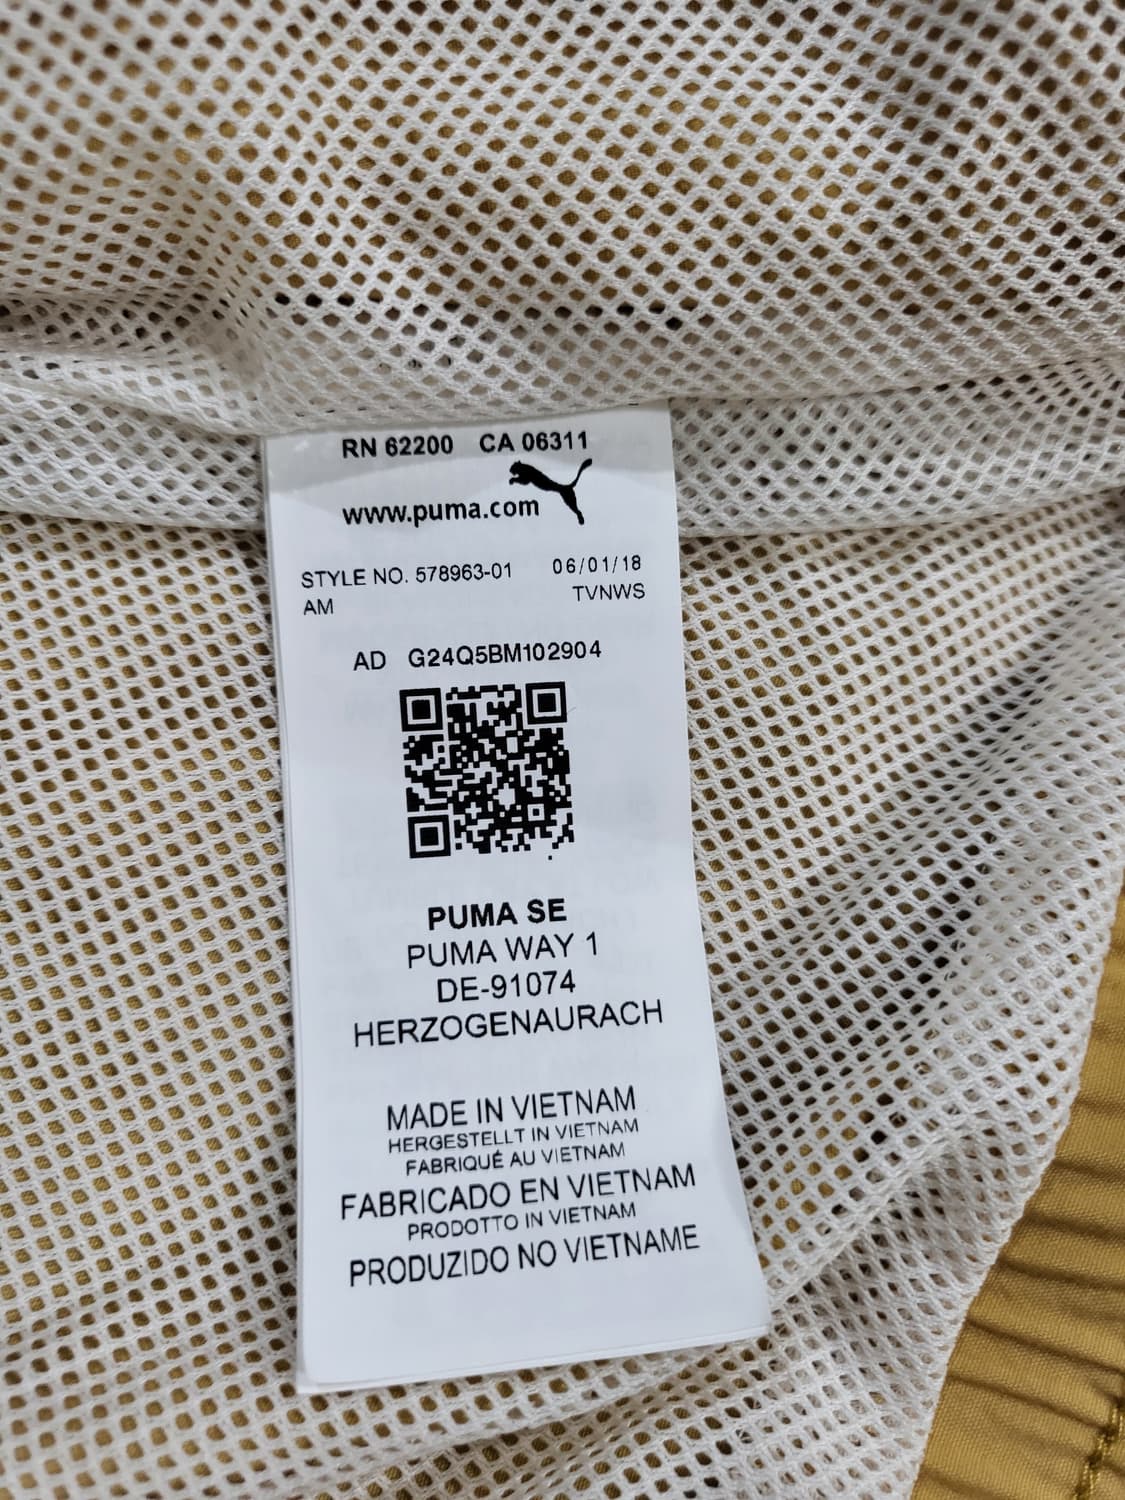 RN 62200 CA 06311
www.puma.com
STYLE NO. 578963-01 06/01/18
AM TVNWS
AD G24Q5BM102904
PUMA SE
PUMA WAY 1
DE-91074
HERZOGENAURACH
MADE IN VIETNAM
HERGESTELLT IN VIETNAM
FABRIQUÉ AU VIETNAM
FABRICADO EN VIETNAM
PRODOTTO IN VIETNAM
PRODUZIDO NO VIETNAME